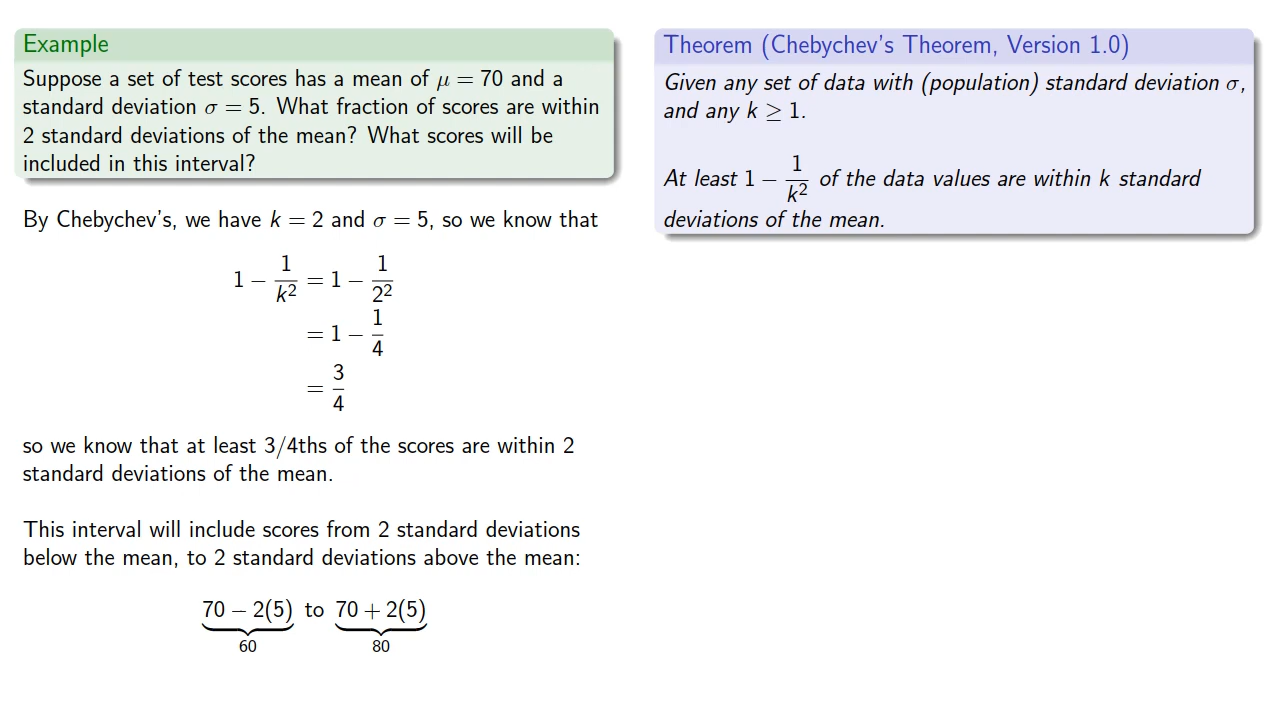 Example
Suppose a set of test scores has a mean of μ = 70 and a
standard deviation σ = 5. What fraction of scores are within
2 standard deviations of the mean? What scores will be
included in this interval?
By Chebychev's, we have k = 2 and σ = 5, so we know that
1 − 1/k² = 1 − 1/2²
= 1 − 1/4
= 3/4
so we know that at least 3/4ths of the scores are within 2
standard deviations of the mean.
This interval will include scores from 2 standard deviations
below the mean, to 2 standard deviations above the mean:
70 − 2(5) to 70 + 2(5)
60 80
Theorem (Chebychev's Theorem, Version 1.0)
Given any set of data with (population) standard deviation σ,
and any k ≥ 1.
At least 1 − 1/k² of the data values are within k standard
deviations of the mean.